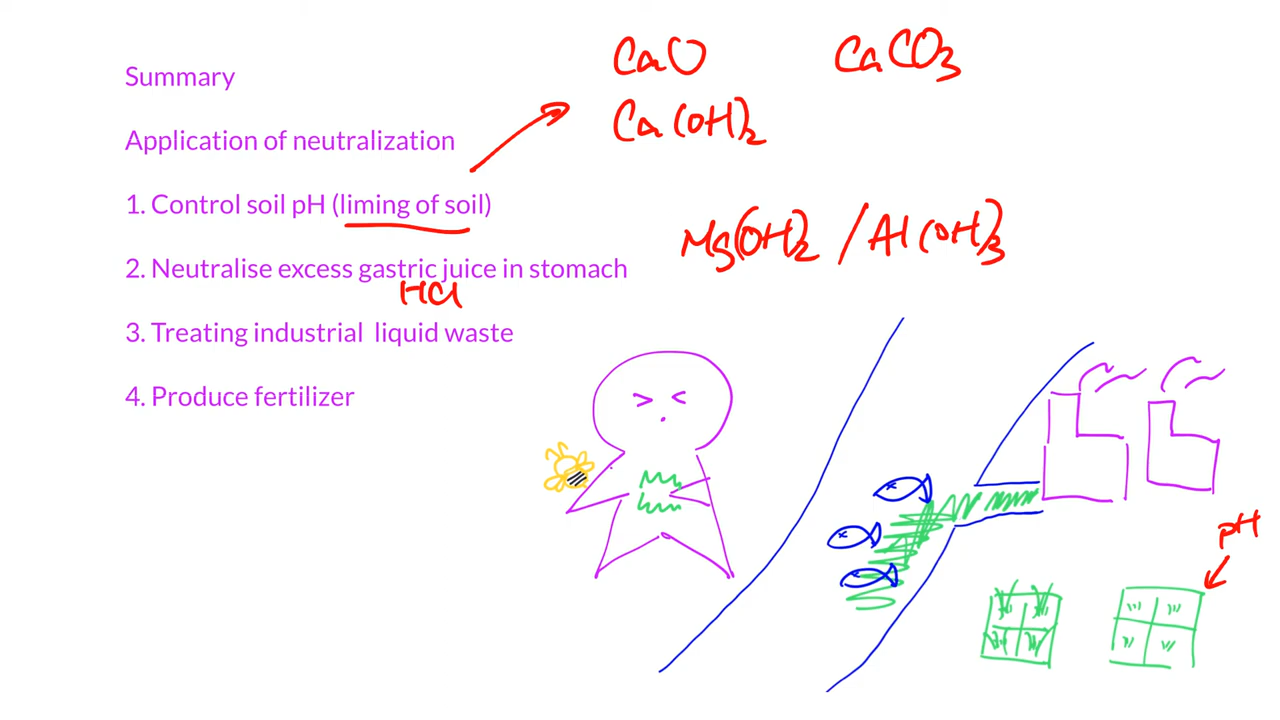 Summary
Application of neutralization
1. Control soil pH (liming of soil)
2. Neutralise excess gastric juice in stomach
HCl
3. Treating industrial liquid waste
4. Produce fertilizer
CaO CaCO3
Ca(OH)2
Mg(OH)2 / Al(OH)3
pH